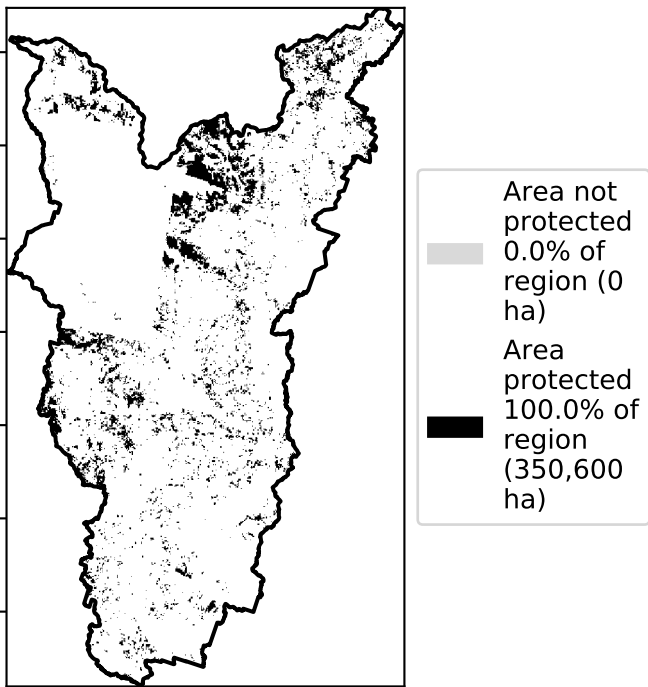 Area not
protected
0.0% of
region (0
ha)
Area
protected
100.0% of
region
(350,600
ha)